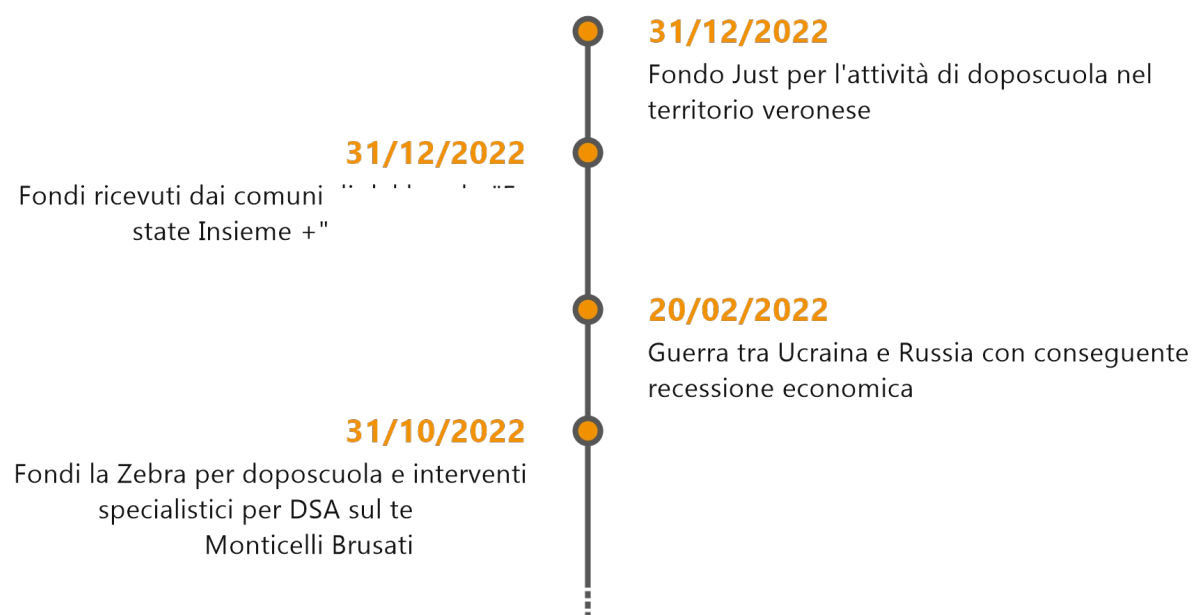 31/12/2022
Fondo Just per l'attività di doposcuola nel
territorio veronese
31/12/2022
Fondi ricevuti dai comuni
state Insieme +"
20/02/2022
Guerra tra Ucraina e Russia con conseguente
recessione economica
31/10/2022
Fondi la Zebra per doposcuola e interventi
specialistici per DSA sul te
Monticelli Brusati